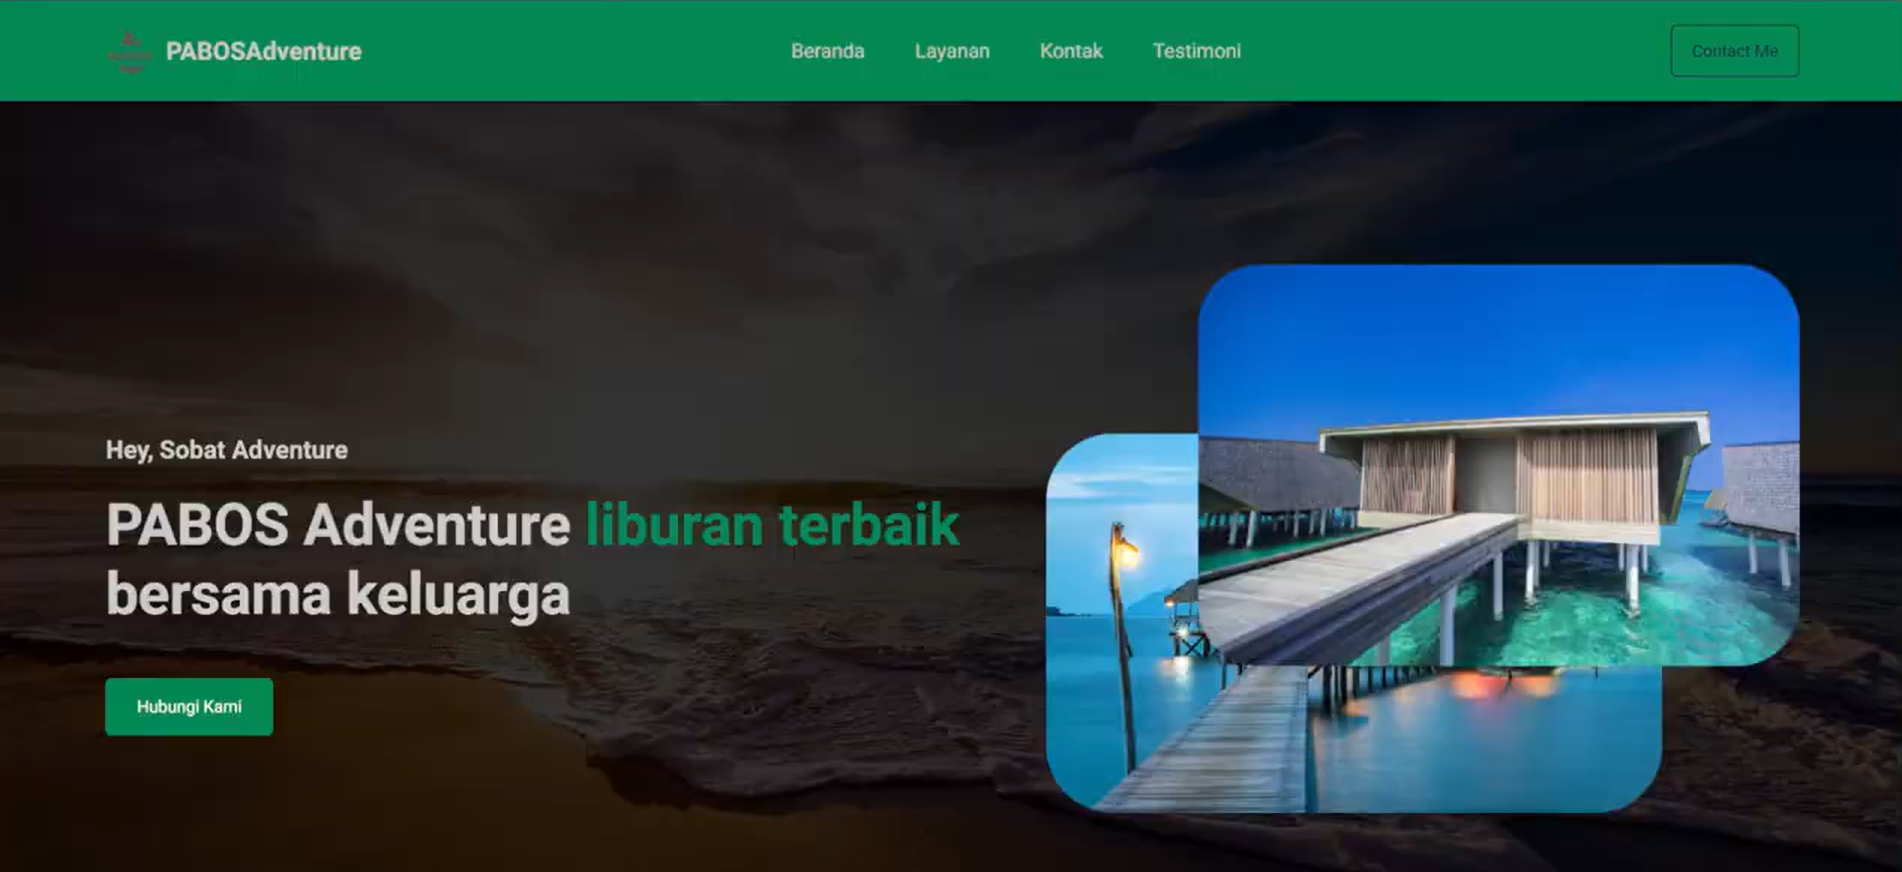 PABOSAdventure
Beranda
Layanan
Kontak
Testimoni
Contact Me
Hey, Sobat Adventure
PABOS Adventure liburan terbaik
bersama keluarga
Hubungi Kami